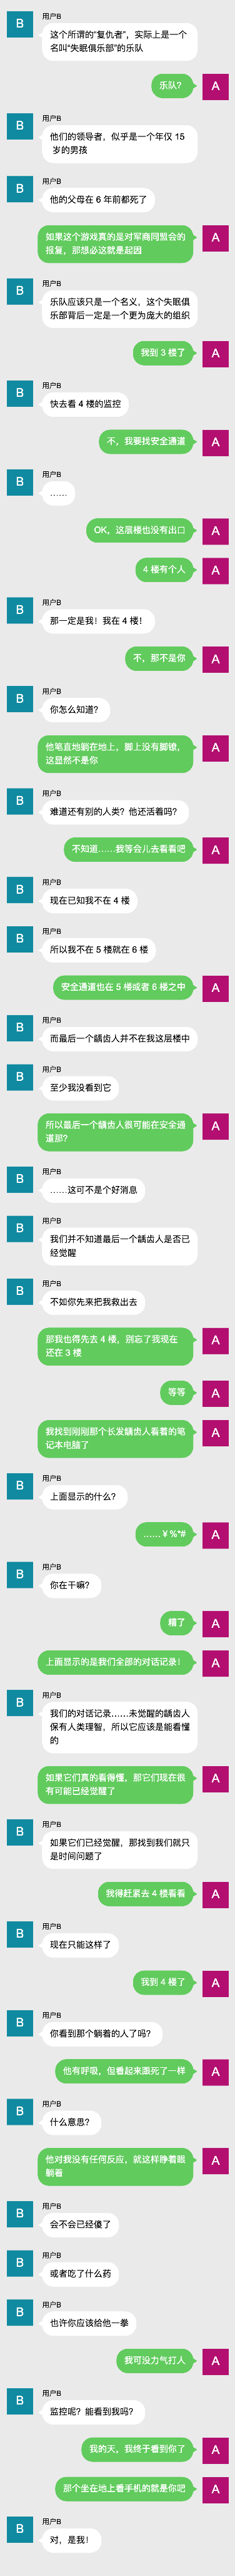 B
用户B
这个所谓的“复仇者”，实际上是一个
名叫“失眠俱乐部”的乐队
乐队？
A
B
用户B
他们的领导者，似乎是一个年仅 15
岁的男孩
B
用户B
他的父母在 6 年前都死了
如果这个游戏真的是对军商同盟会的
报复，那想必这就是起因
A
B
用户B
乐队应该只是一个名义，这个失眠俱
乐部背后一定是一个更为庞大的组织
我到 3 楼了
A
B
用户B
快去看 4 楼的监控
不，我要找安全通道
A
B
用户B
……
OK，这层楼也没有出口
A
4 楼有个人
A
B
用户B
那一定是我！我在 4 楼！
不，那不是你
A
B
用户B
你怎么知道？
他笔直地躺在地上，脚上没有脚镣，
这显然不是你
A
B
用户B
难道还有别的人类？他还活着吗？
不知道……我等会儿去看看吧
A
B
用户B
现在已知我不在 4 楼
B
用户B
所以我不在 5 楼就在 6 楼
安全通道也在 5 楼或者 6 楼之中
A
B
用户B
而最后一个龋齿人并不在我这层楼中
B
用户B
至少我没看到它
所以最后一个龋齿人很可能在安全通
道那？
A
B
用户B
……这可不是个好消息
B
用户B
我们并不知道最后一个龋齿人是否已
经觉醒
B
用户B
不如你先来把我救出去
那我也得先去 4 楼，别忘了我现在
还在 3 楼
A
等等
A
我找到刚刚那个长发龋齿人看着的笔
记本电脑了
A
B
用户B
上面显示的什么？
……￥%*#
A
B
用户B
你在干嘛？
糟了
A
上面显示的是我们全部的对话记录！
A
B
用户B
我们的对话记录……未觉醒的龋齿人
保有人类理智，所以它应该是能看懂
的
如果它们真的看得懂，那它们现在很
有可能已经觉醒了
A
B
用户B
如果它们已经觉醒，那找到我们就只
是时间问题了
我得赶紧去 4 楼看看
A
B
用户B
现在只能这样了
我到 4 楼了
A
B
用户B
你看到那个躺着的人了吗？
他有呼吸，但看起来跟死了一样
A
B
用户B
什么意思？
他对我没有任何反应，就这样睁着眼
躺着
A
B
用户B
会不会已经傻了
B
用户B
或者吃了什么药
B
用户B
也许你应该给他一拳
我可没力气打人
A
B
用户B
监控呢？能看到我吗？
我的天，我终于看到你了
A
那个坐在地上看手机的就是你吧
A
B
用户B
对，是我！